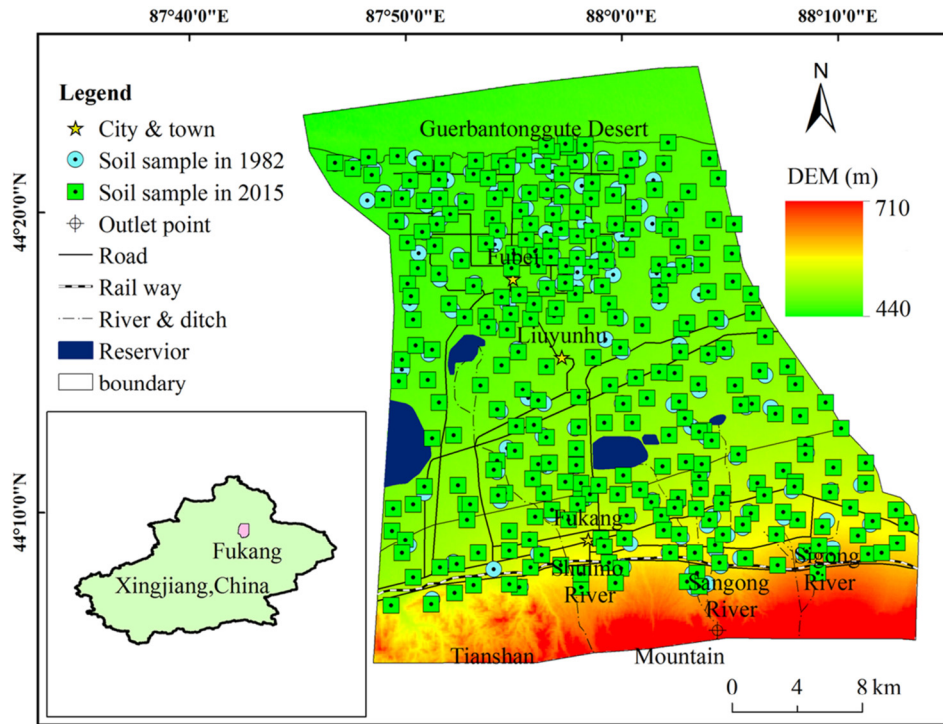 87°40'0"E 87°50'0"E 88°0'0"E 88°10'0"E
44°20'0"N
44°10'0"N
Legend
City & town
Soil sample in 1982
Soil sample in 2015
Outlet point
Road
Rail way
River & ditch
Reservior
boundary
Fukang
Xingjiang,China
Guerbantonggute Desert
Fubei
Liuyunhu
Fukang
Shuimo
River
Sangong
River
Sigong
River
Tianshan Mountain
N
DEM (m)
710
440
0 4 8 km